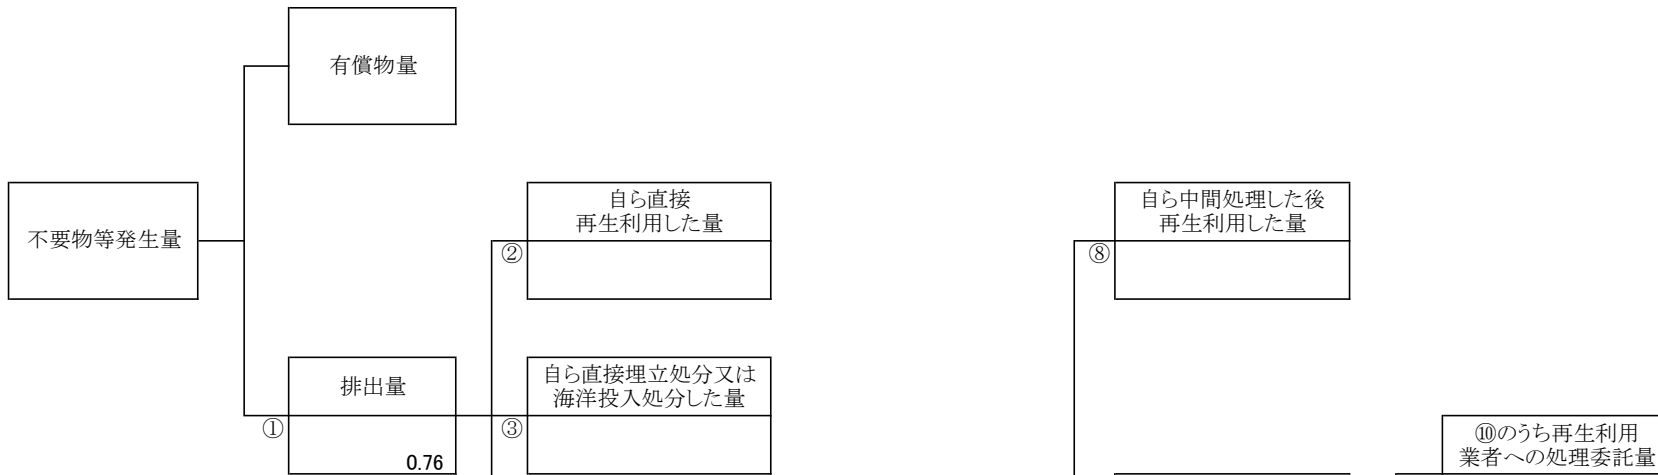 有償物量
不要物等発生量
自ら直接
再生利用した量
②
自ら中間処理した後
再生利用した量
⑧
排出量
①
0.76
自ら直接埋立処分又は
海洋投入処分した量
③
⑩のうち再生利用
業者への処理委託量